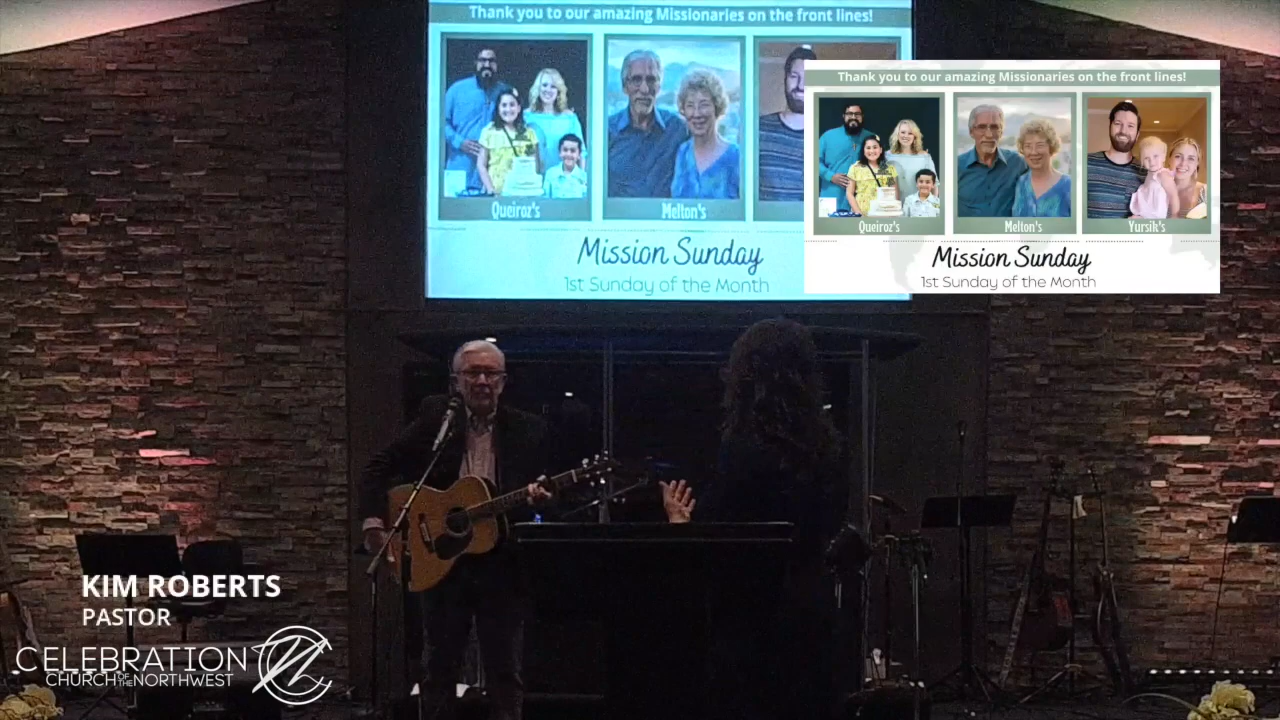 Thank you to our amazing Missionaries on the front lines!
Queiroz's
Melton's
Mission Sunday
1st Sunday of the Month
Thank you to our amazing Missionaries on the front lines!
Queiroz's
Melton's
Yursik's
Mission Sunday
1st Sunday of the Month
KIM ROBERTS
PASTOR
CELEBRATION
CHURCH OF THE NORTHWEST